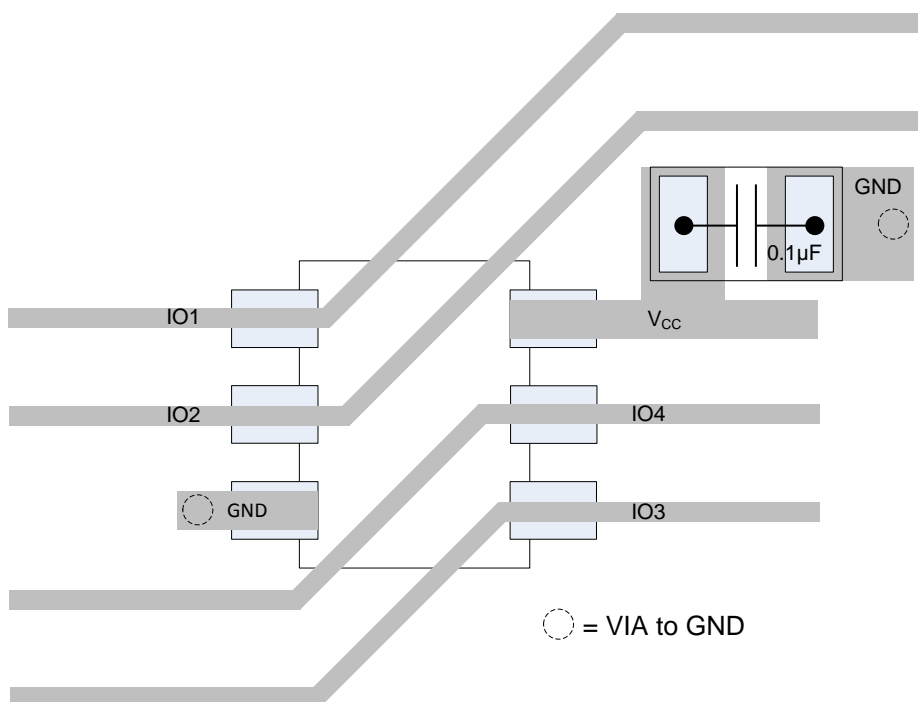 GND
0.1µF
IO1
VCC
IO2
IO4
GND
IO3
= VIA to GND